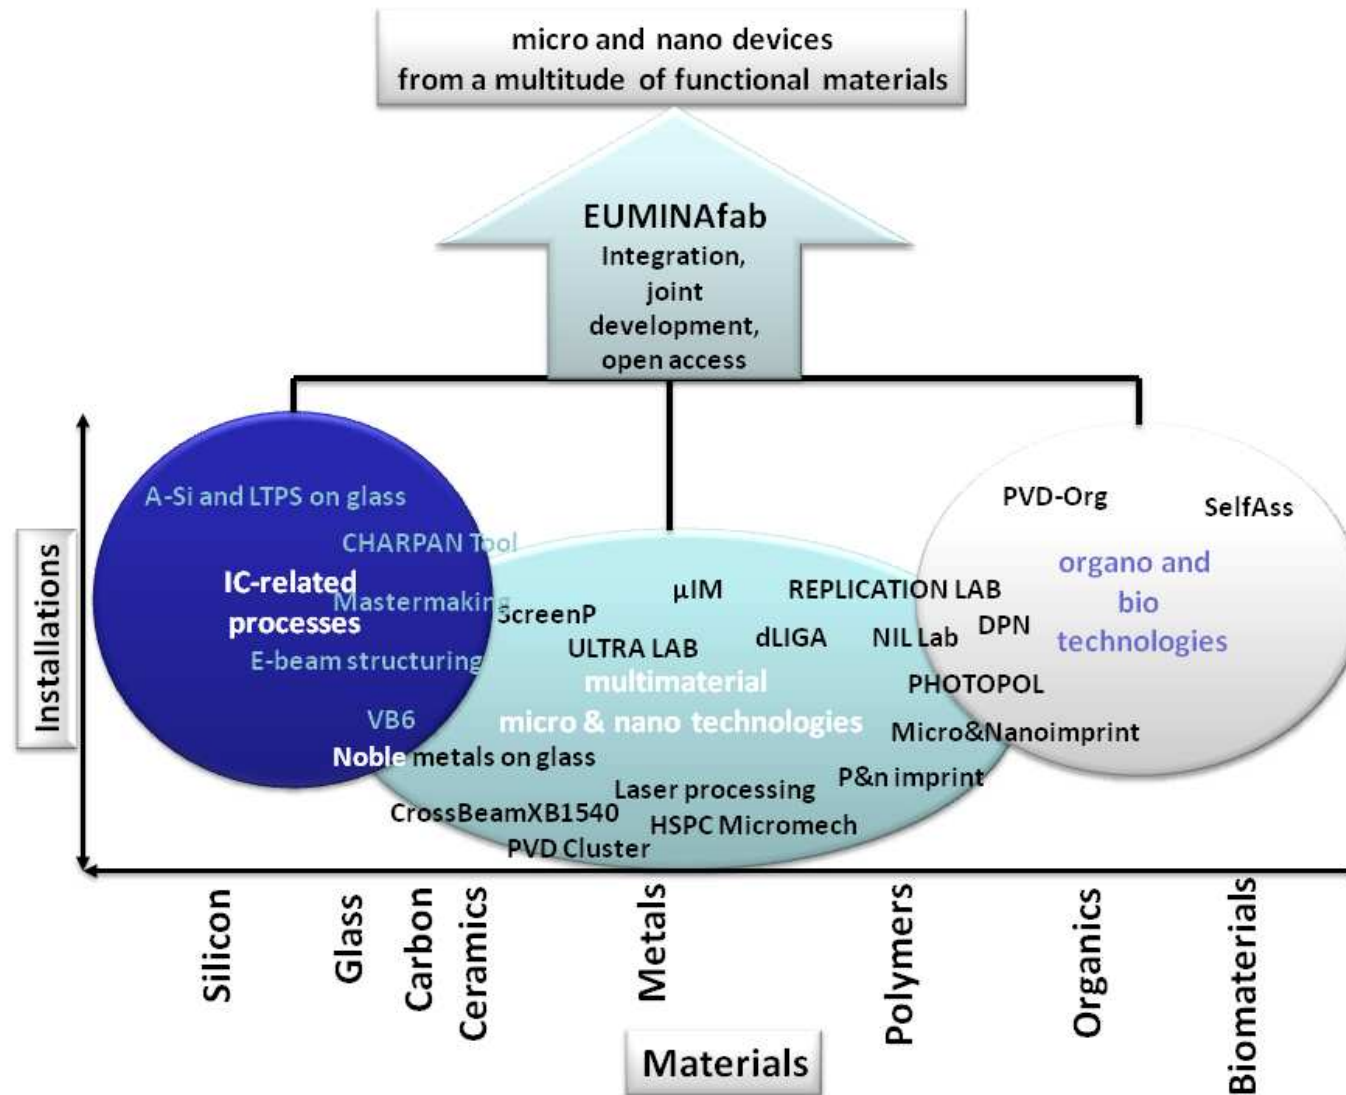 micro and nano devices
from a multitude of functional materials
EUMINAfab
Integration,
joint
development,
open access
Installations
A-Si and LTPS on glass
CHARPAN Tool
IC-related
processes
Mastermaking
E-beam structuring
VB6
Noble metals on glass
ScreenP
µIM
REPLICATION LAB
ULTRA LAB
dLIGA
NIL Lab
DPN
multimaterial
micro & nano technologies
PHOTOPOL
Micro&Nanoimprint
P&n imprint
Laser processing
CrossBeamXB1540
HSPC Micromech
PVD Cluster
PVD-Org
SelfAss
organo and
bio
technologies
Silicon
Glass
Carbon
Ceramics
Metals
Polymers
Organics
Biomaterials
Materials